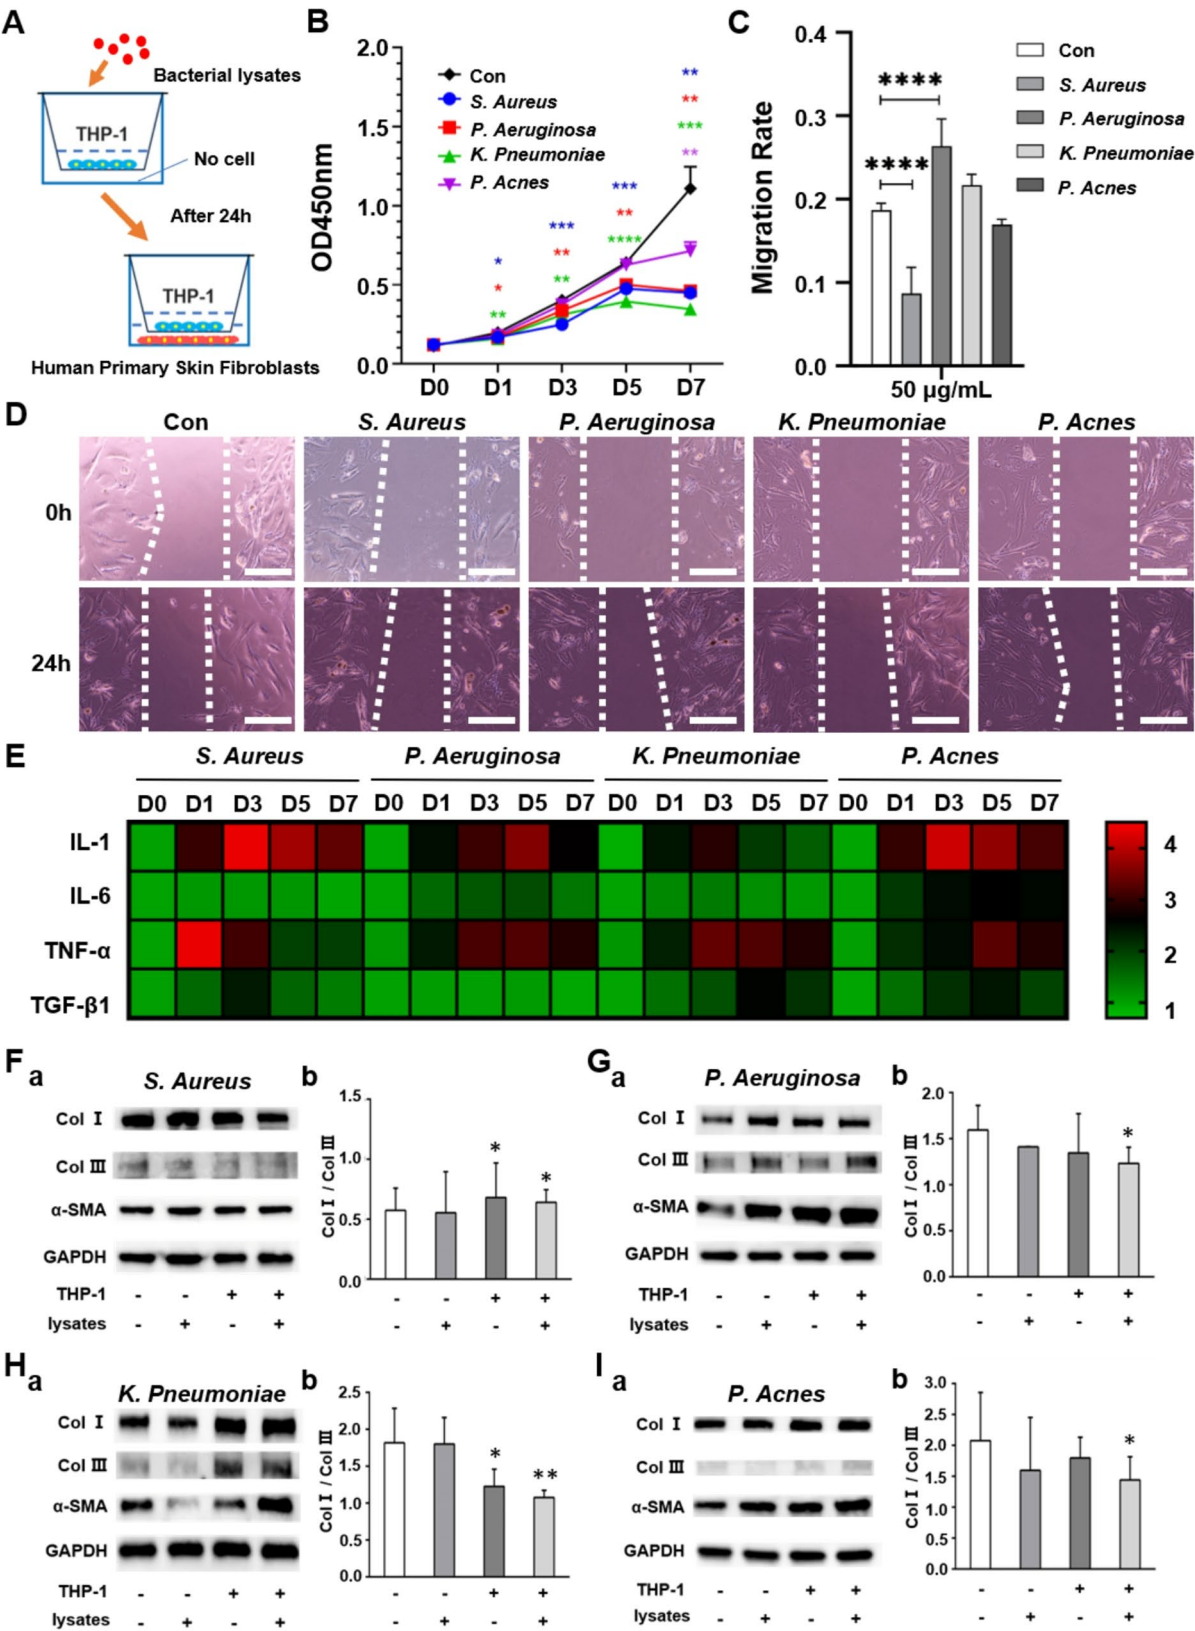 A
Bacterial lysates
THP-1
No cell
After 24h
THP-1
Human Primary Skin Fibroblasts
B
OD450nm
2.0
1.5
1.0
0.5
0.0
Con
S. Aureus
P. Aeruginosa
K. Pneumoniae
P. Acnes
**
**
***
**
***
**
****
***
**
**
*
*
**
D0 D1 D3 D5 D7
C
Migration Rate
0.4
0.3
0.2
0.1
0.0
****
****
50 μg/mL
Con
S. Aureus
P. Aeruginosa
K. Pneumoniae
P. Acnes
D
Con S. Aureus P. Aeruginosa K. Pneumoniae P. Acnes
0h
24h
E
S. Aureus P. Aeruginosa K. Pneumoniae P. Acnes
D0 D1 D3 D5 D7 D0 D1 D3 D5 D7 D0 D1 D3 D5 D7 D0 D1 D3 D5 D7
IL-1
IL-6
TNF-α
TGF-β1
4
3
2
1
F
a
S. Aureus
Col Ⅰ
Col Ⅲ
α-SMA
GAPDH
THP-1 - - + +
lysates - + - +
b
Col Ⅰ / Col Ⅲ
1.5
1.0
0.5
0.0
* *
- - + +
- + - +
G
a
P. Aeruginosa
Col Ⅰ
Col Ⅲ
α-SMA
GAPDH
THP-1 - - + +
lysates - + - +
b
Col Ⅰ / Col Ⅲ
2.0
1.5
1.0
0.5
0.0
*
- - + +
- + - +
H
a
K. Pneumoniae
Col Ⅰ
Col Ⅲ
α-SMA
GAPDH
THP-1 - - + +
lysates - + - +
b
Col Ⅰ / Col Ⅲ
2.5
2.0
1.5
1.0
0.5
0.0
* **
- - + +
- + - +
I
a
P. Acnes
Col Ⅰ
Col Ⅲ
α-SMA
GAPDH
THP-1 - - + +
lysates - + - +
b
Col Ⅰ / Col Ⅲ
3.0
2.5
2.0
1.5
1.0
0.5
0.0
*
- - + +
- + - +